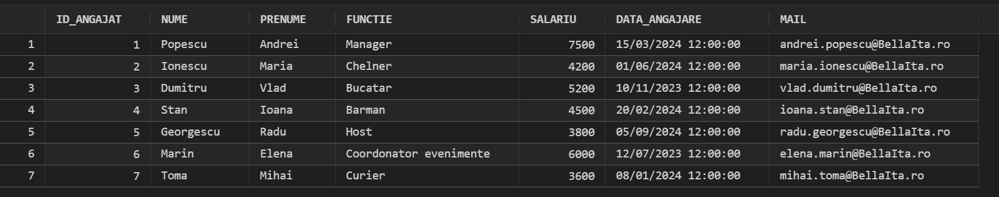 ID_ANGAJAT NUME PRENUME FUNCTIE SALARIU DATA_ANGAJARE MAIL
1 1 Popescu Andrei Manager 7500 15/03/2024 12:00:00 andrei.popescu@BellaIta.ro
2 2 Ionescu Maria Chelner 4200 01/06/2024 12:00:00 maria.ionescu@BellaIta.ro
3 3 Dumitru Vlad Bucatar 5200 10/11/2023 12:00:00 vlad.dumitru@BellaIta.ro
4 4 Stan Ioana Barman 4500 20/02/2024 12:00:00 ioana.stan@BellaIta.ro
5 5 Georgescu Radu Host 3800 05/09/2024 12:00:00 radu.georgescu@BellaIta.ro
6 6 Marin Elena Coordonator evenimente 6000 12/07/2023 12:00:00 elena.marin@BellaIta.ro
7 7 Toma Mihai Curier 3600 08/01/2024 12:00:00 mihai.toma@BellaIta.ro